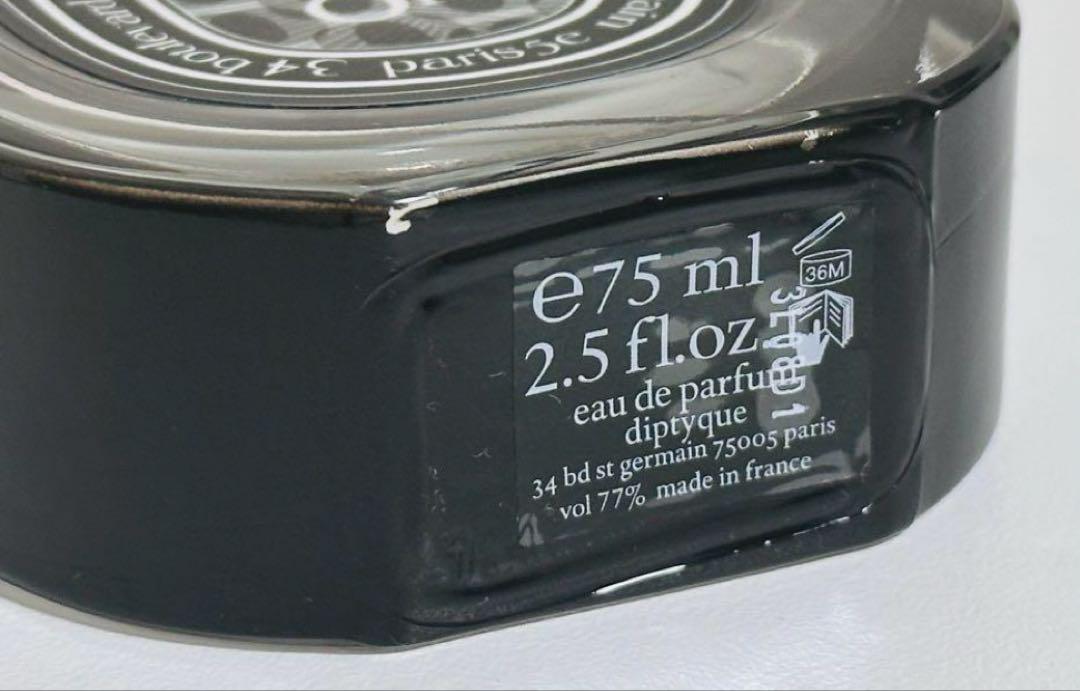 34 boulevard
paris5e
e75 ml
2.5 fl.oz
36M
eau de parfum
diptyque
34 bd st germain 75005 paris
vol 77% made in france